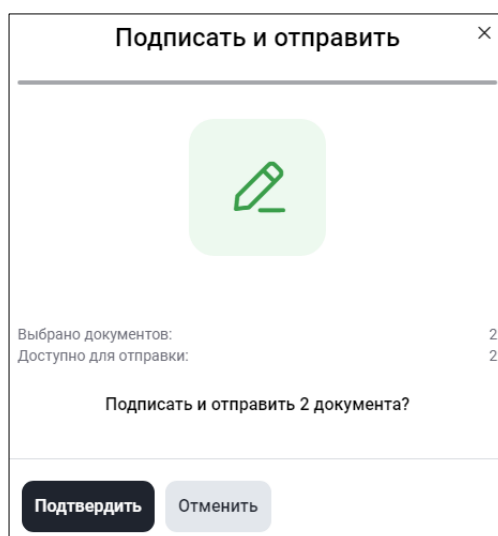 Подписать и отправить
Выбрано документов: 2
Доступно для отправки: 2
Подписать и отправить 2 документа?
Подтвердить Отменить